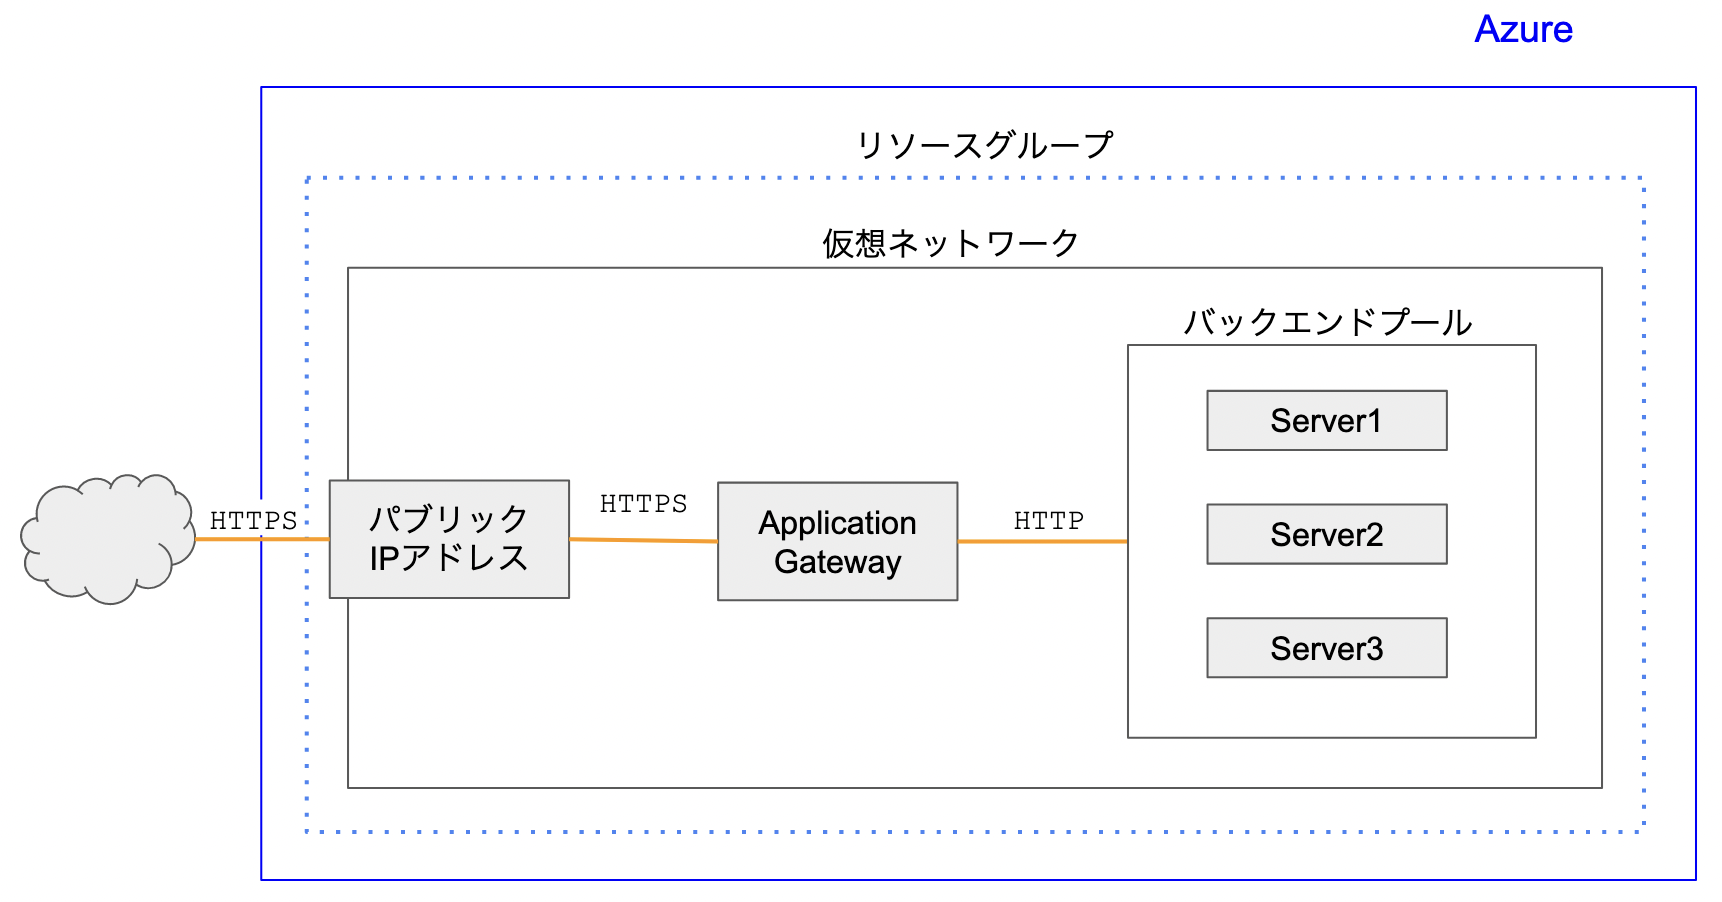 Azure
リソースグループ
仮想ネットワーク
バックエンドプール
Server1
HTTPS
パブリック
IPアドレス
HTTPS
Application
Gateway
HTTP
Server2
Server3